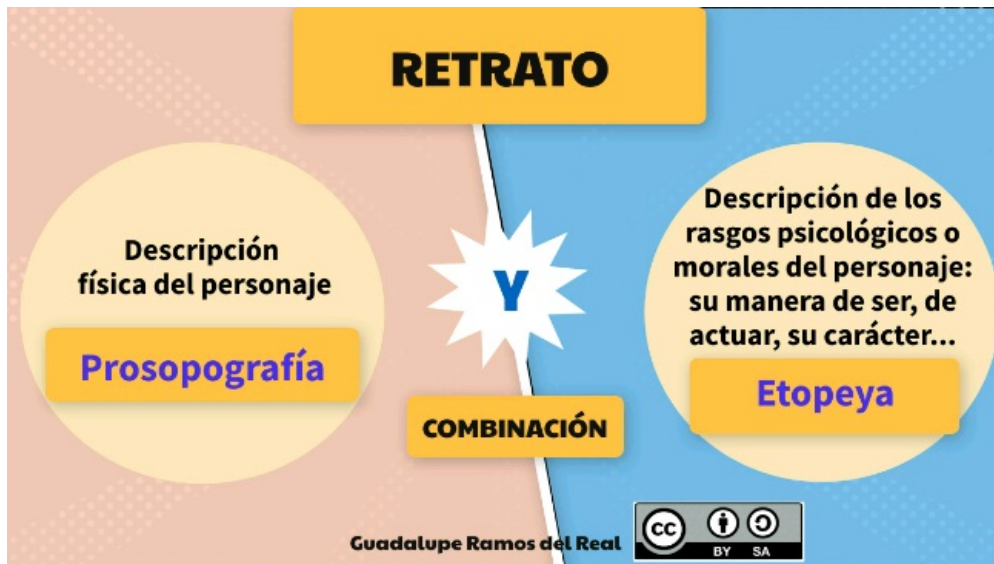 RETRATO
Descripción
física del personaje
Prosopografía
Y
COMBINACIÓN
Descripción de los
rasgos psicológicos o
morales del personaje:
su manera de ser, de
actuar, su carácter...
Etopeya
Guadalupe Ramos del Real
cc
BY SA